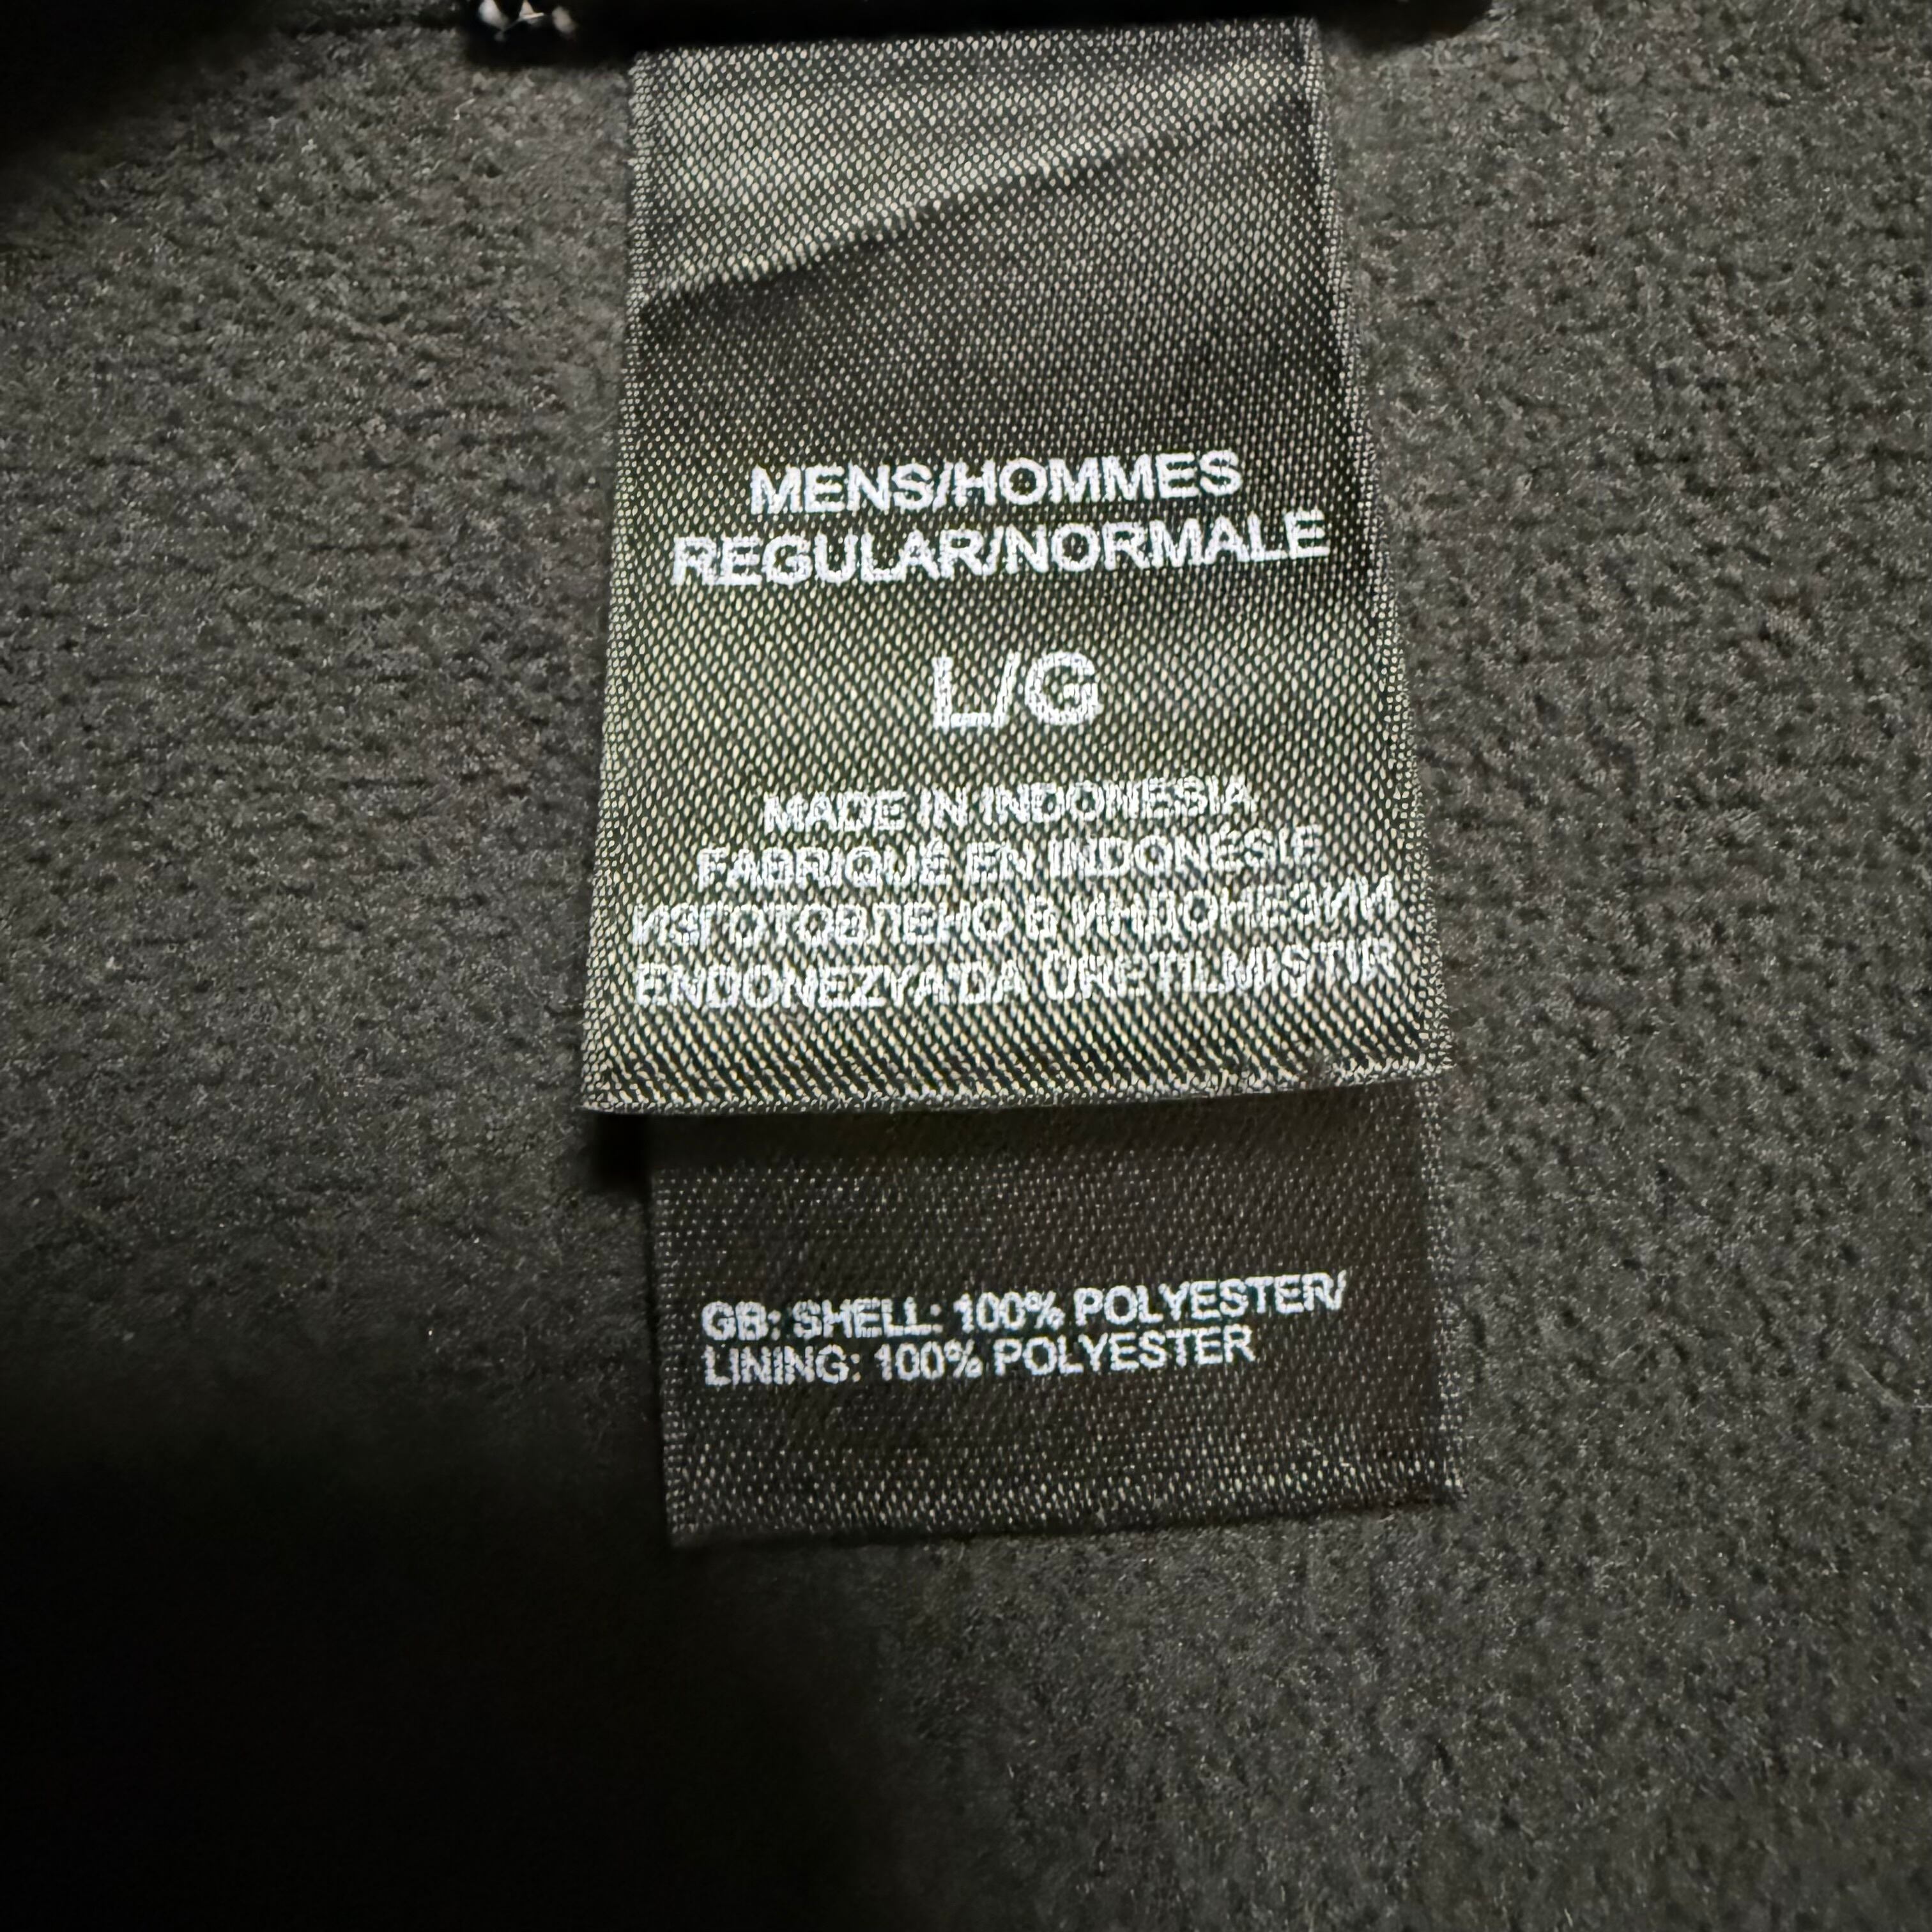 MENS/HOMMES
REGULAR/NORMALE
L/G
MADE IN INDONESIA
FABRIQUÉ EN INDONÉSIE
ИЗГОТОВЛЕНО В ИНДОНЕЗИИ
ENDONEZYA'DA ÜRETILMIŞTIR
GB: SHELL: 100% POLYESTER/
LINING: 100% POLYESTER